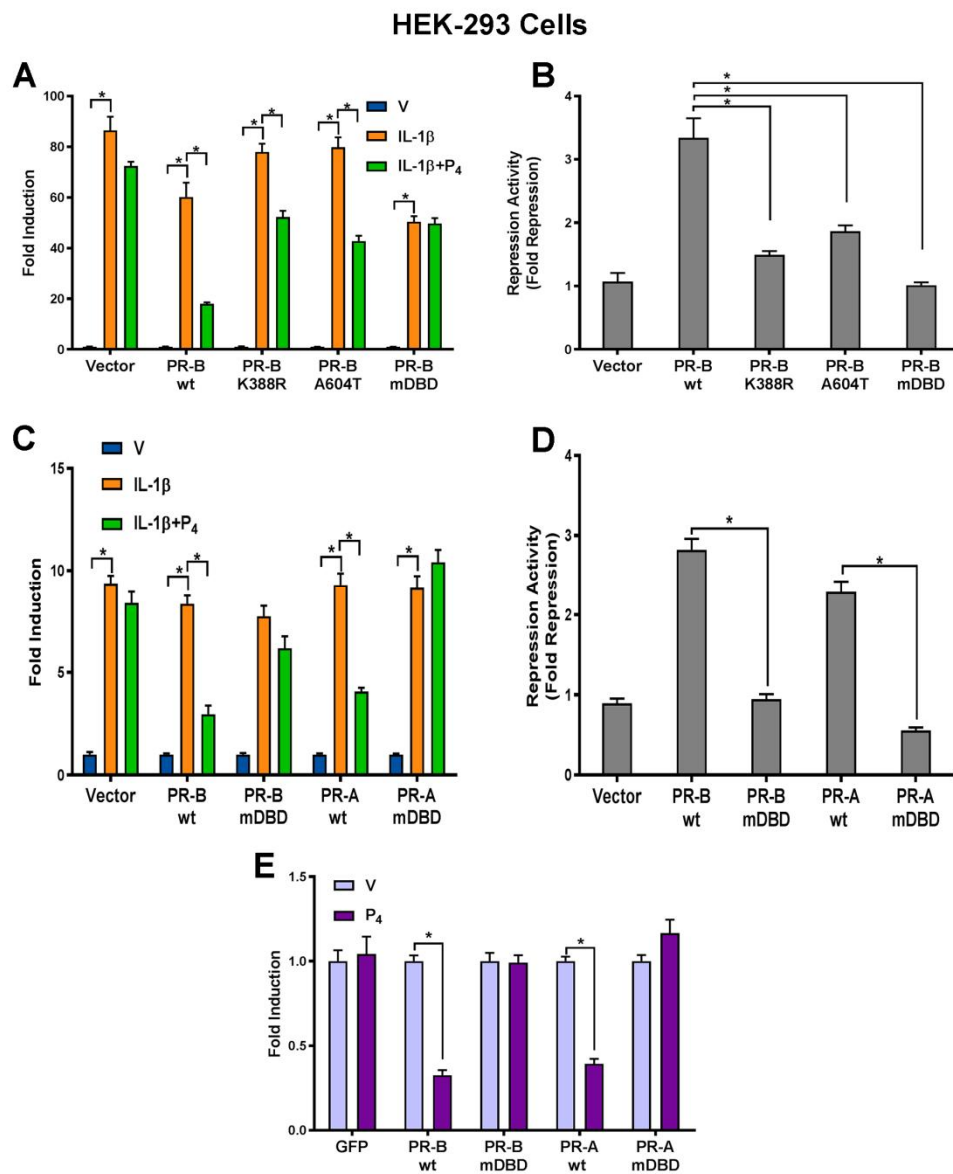 HEK-293 Cells
A
Fold Induction
100
80
60
40
20
0
V
IL-1β
IL-1β+P4
*
*
*
*
*
*
*
*
Vector
PR-B
wt
PR-B
K388R
PR-B
A604T
PR-B
mDBD
B
Repression Activity
(Fold Repression)
4
3
2
1
0
*
*
*
Vector
PR-B
wt
PR-B
K388R
PR-B
A604T
PR-B
mDBD
C
Fold Induction
15
10
5
0
V
IL-1β
IL-1β+P4
*
*
*
*
*
*
Vector
PR-B
wt
PR-B
mDBD
PR-A
wt
PR-A
mDBD
D
Repression Activity
(Fold Repression)
4
3
2
1
0
*
*
Vector
PR-B
wt
PR-B
mDBD
PR-A
wt
PR-A
mDBD
E
Fold Induction
1.5
1.0
0.5
0.0
V
P4
*
*
GFP
PR-B
wt
PR-B
mDBD
PR-A
wt
PR-A
mDBD